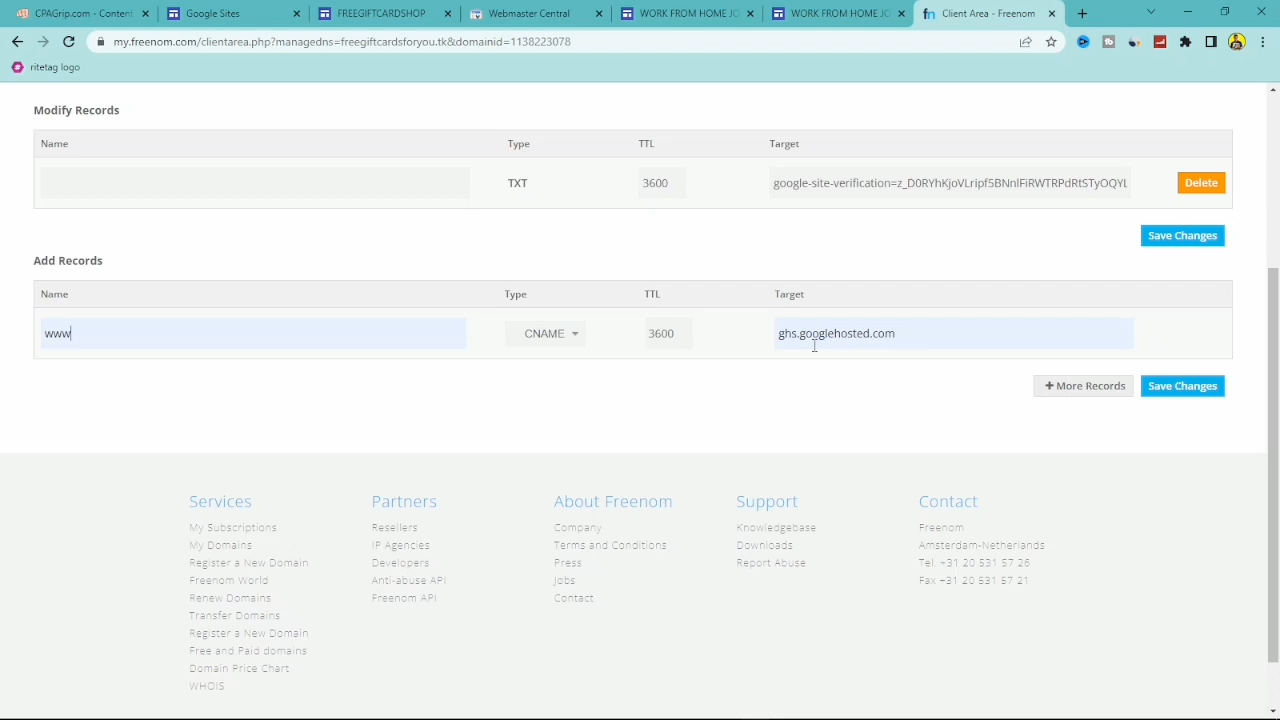 CPAGrip.com - Content
Google Sites
FREEGIFTCARDSHOP
Webmaster Central
WORK FROM HOME JO
WORK FROM HOME JO
Client Area - Freenom
my.freenom.com/clientarea.php?managedns=freegiftcardsforyou.tk&domainid=1138223078
ritetag logo
Modify Records
Name Type TTL Target
TXT 3600 google-site-verification=z_D0RYhKjoVLripf5BNnlFiRWTRPdRtSTyOQYL Delete
Save Changes
Add Records
Name Type TTL Target
www CNAME 3600 ghs.googlehosted.com
+ More Records Save Changes
Services
My Subscriptions
My Domains
Register a New Domain
Freenom World
Renew Domains
Transfer Domains
Register a New Domain
Free and Paid domains
Domain Price Chart
WHOIS
Partners
Resellers
IP Agencies
Developers
Anti-abuse API
Freenom API
About Freenom
Company
Terms and Conditions
Press
Jobs
Contact
Support
Knowledgebase
Downloads
Report Abuse
Contact
Freenom
Amsterdam-Netherlands
Tel. +31 20 531 57 26
Fax +31 20 531 57 21